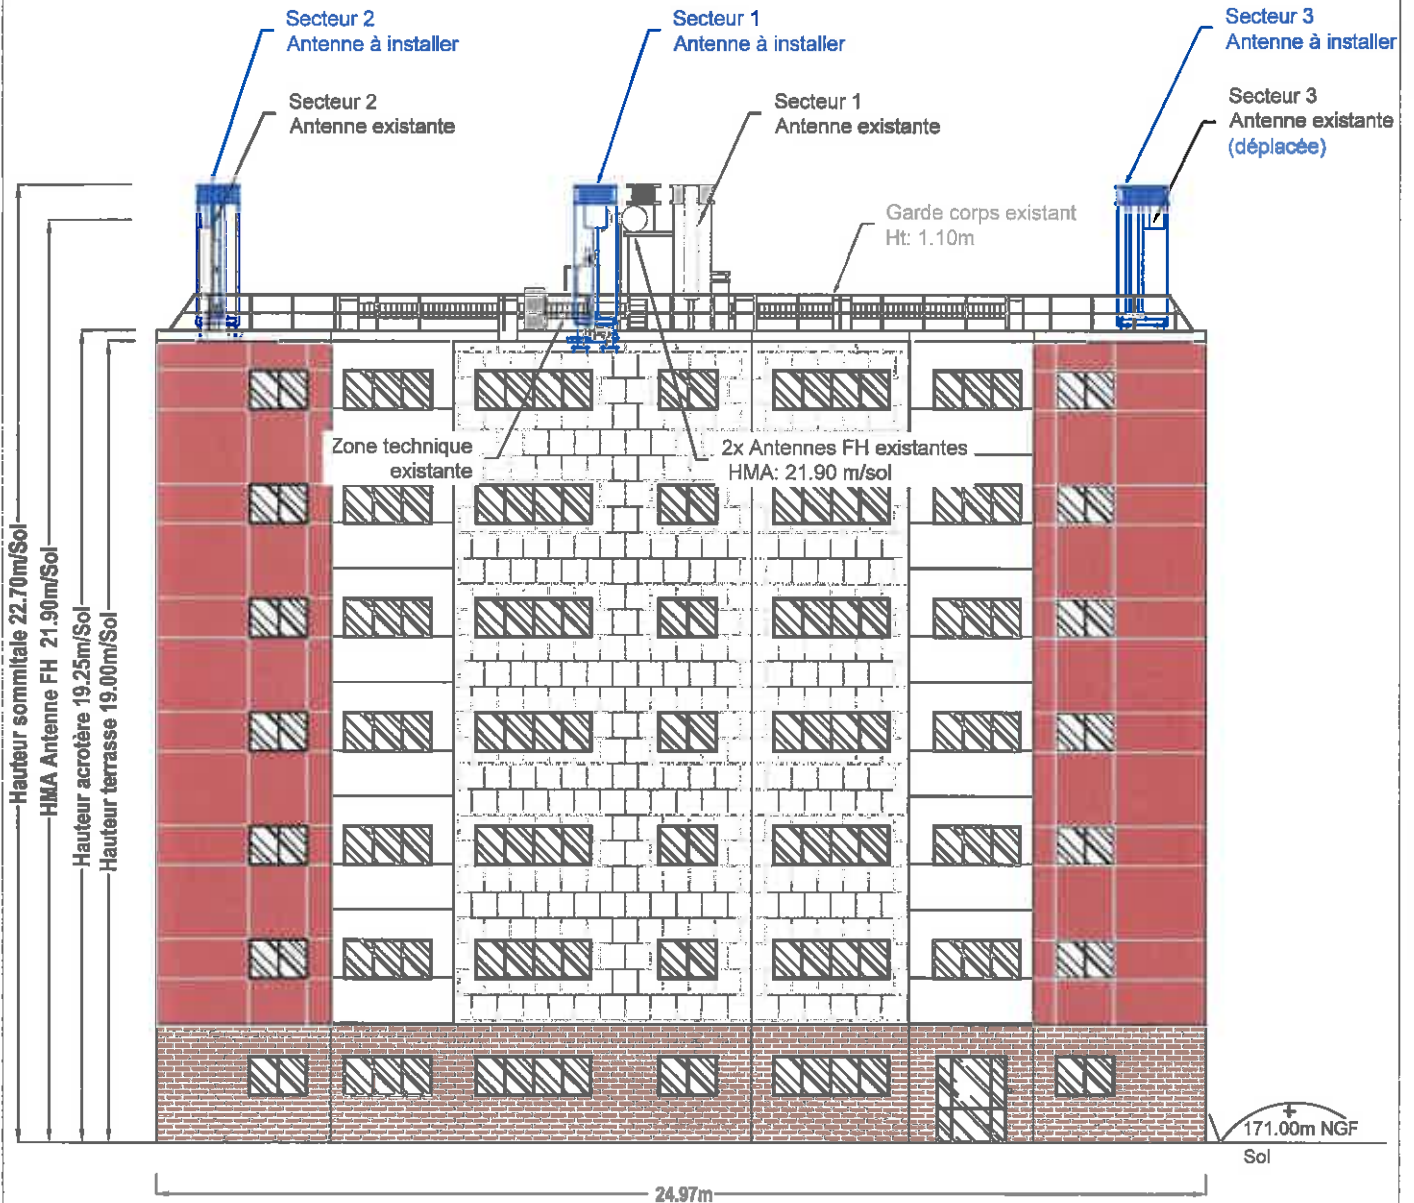 Secteur 2
Antenne à installer
Secteur 1
Antenne à installer
Secteur 3
Antenne à installer
Secteur 2
Antenne existante
Secteur 1
Antenne existante
Secteur 3
Antenne existante
(déplacée)
Garde corps existant
Ht: 1.10m
Zone technique
existante
2x Antennes FH existantes
HMA: 21.90 m/sol
Hauteur sommitale 22.70m/Sol
HMA Antenne FH 21.90m/Sol
Hauteur acrotère 19.25m/Sol
Hauteur terrasse 19.00m/Sol
171.00m NGF
Sol
24.97m